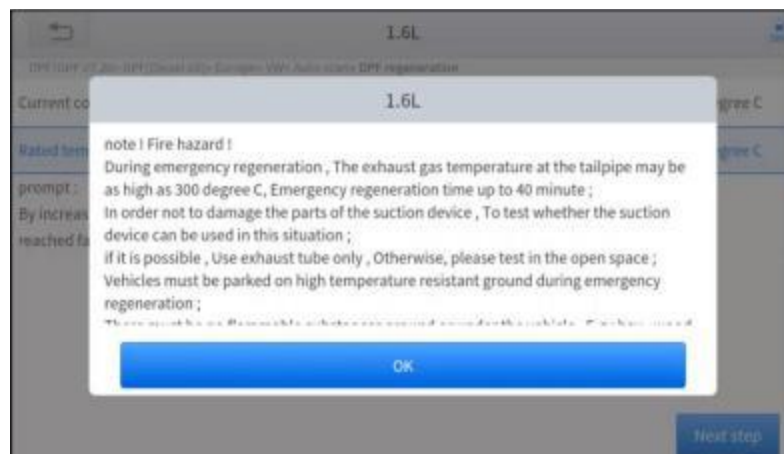 1.6L
DPF regeneration
Current co
gree C
1.6L
note ! Fire hazard !
Rated tem
gree C
During emergency regeneration , The exhaust gas temperature at the tailpipe may be
as high as 300 degree C, Emergency regeneration time up to 40 minute ;
prompt :
In order not to damage the parts of the suction device , To test whether the suction
By increas
device can be used in this situation ;
reached fa
if it is possible , Use exhaust tube only , Otherwise, please test in the open space ;
Vehicles must be parked on high temperature resistant ground during emergency
regeneration ;
OK
Next step